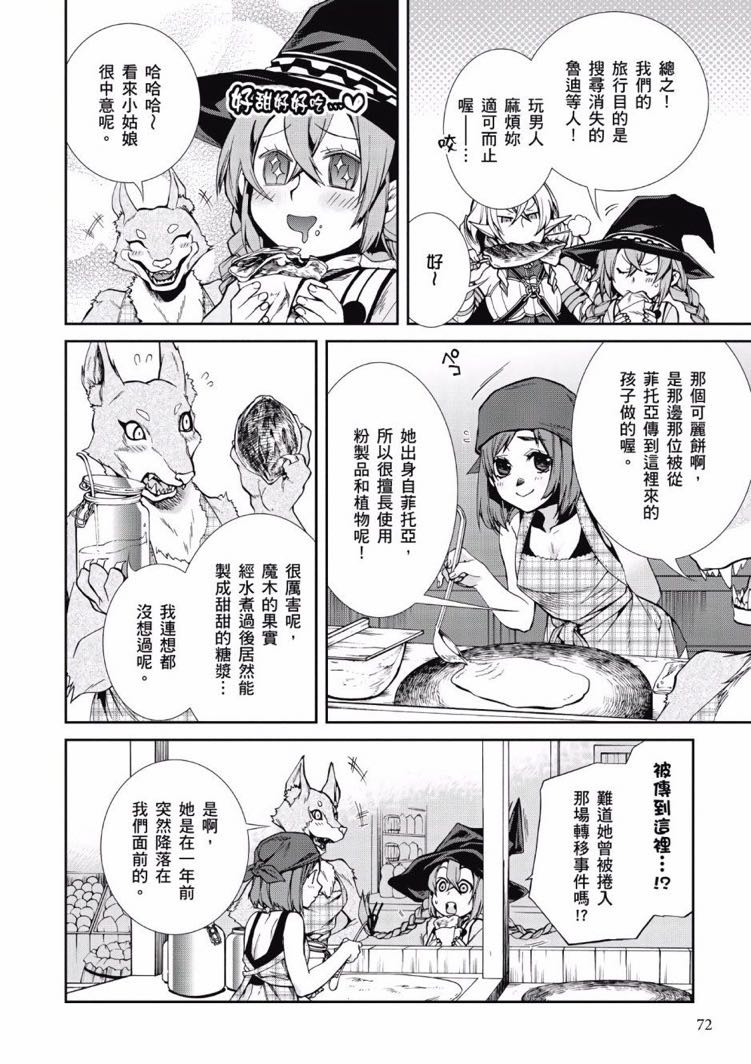 總之！
我們的
旅行目的是
搜尋消失的
魯迪等人！
玩男人
麻煩妳
適可而止
喔——…
咬
好～
好甜好好吃…♡
哈哈哈～
看來小姑娘
很中意呢。
那個可麗餅啊，
是那邊那位被從
菲托亞傳到這裡來的
孩子做的喔。
ペコ
她出身自菲托亞，
所以很擅長使用
粉製品和植物呢！
很厲害呢，
魔木的果實
經水煮過後居然能
製成甜甜的糖漿…
我連想都
沒想過呢。
被傳到這裡…!?
難道她曾被捲入
那場轉移事件嗎!?
是啊，
她是在一年前
突然降落在
我們面前的。
72